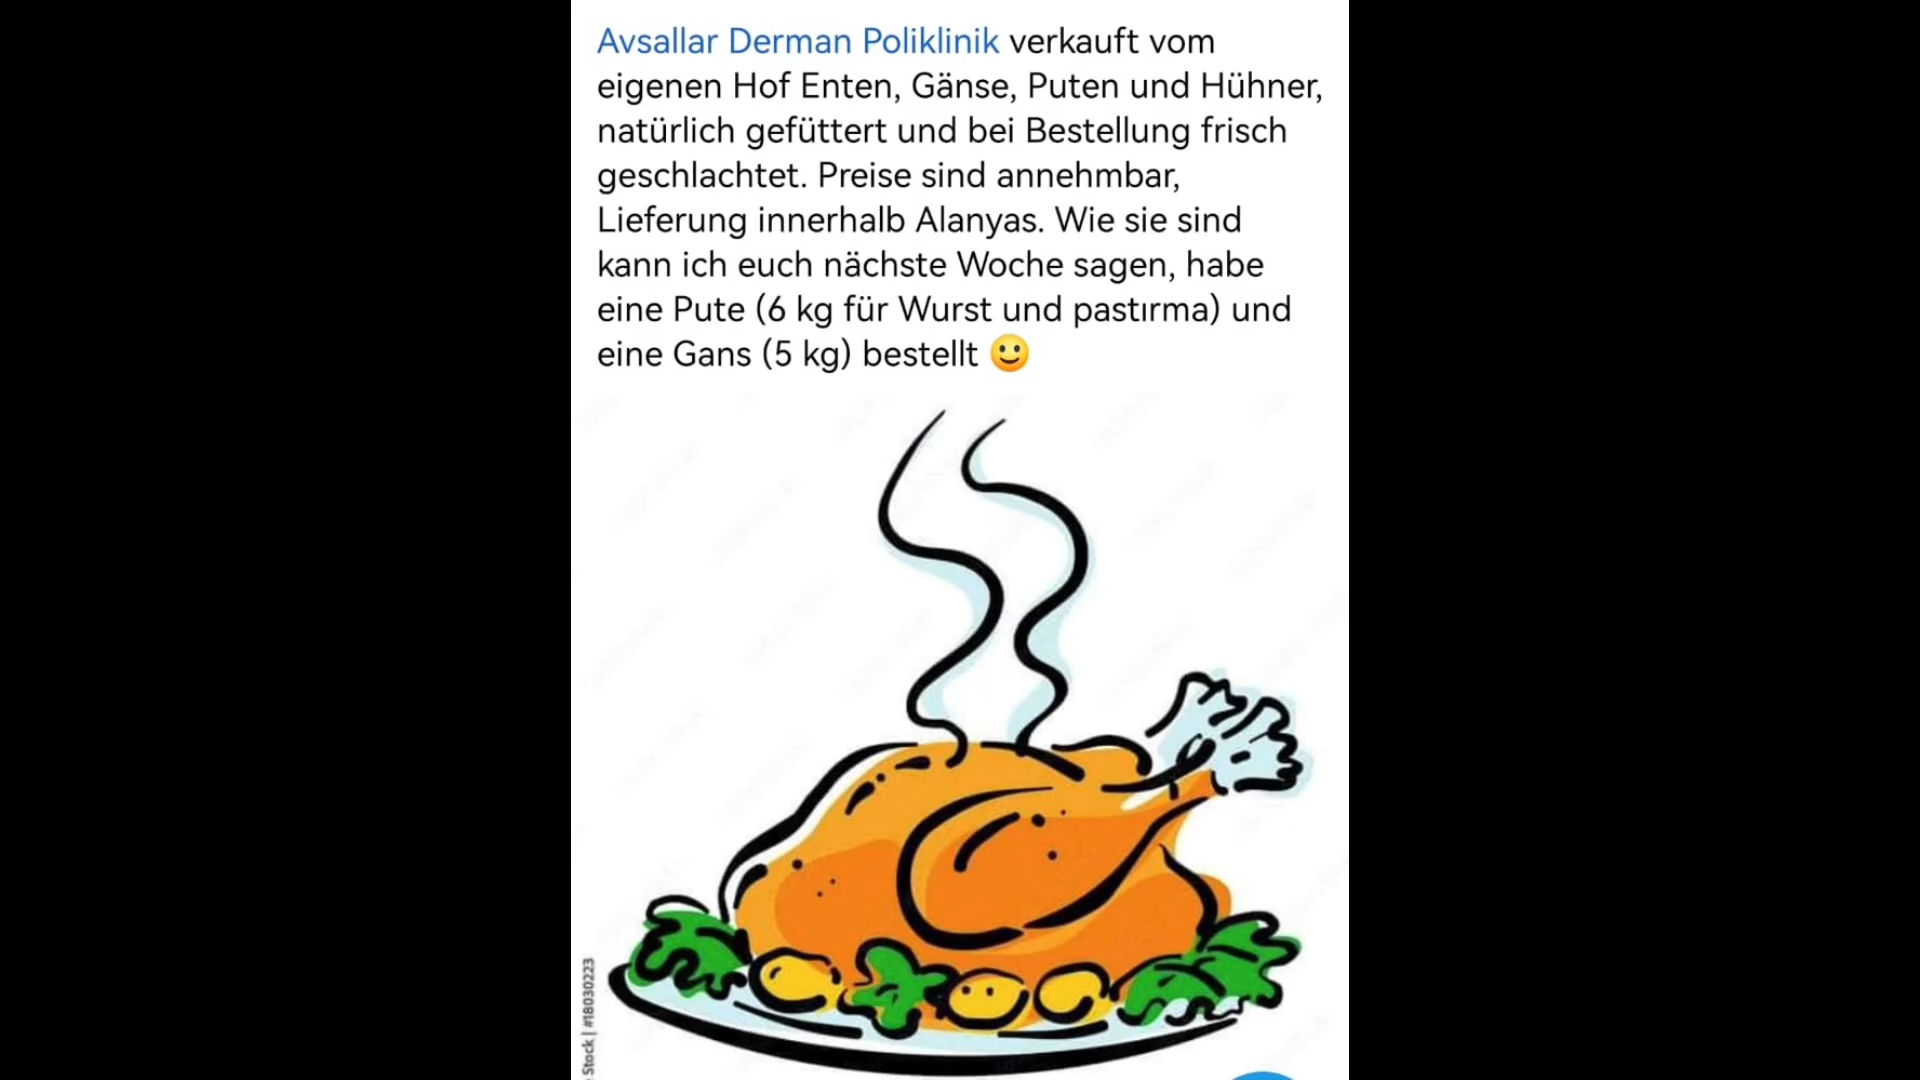 Avsallar Derman Poliklinik verkauft vom
eigenen Hof Enten, Gänse, Puten und Hühner,
natürlich gefüttert und bei Bestellung frisch
geschlachtet. Preise sind annehmbar,
Lieferung innerhalb Alanyas. Wie sie sind
kann ich euch nächste Woche sagen, habe
eine Pute (6 kg für Wurst und pastırma) und
eine Gans (5 kg) bestellt 🙂
Stock | #18030223